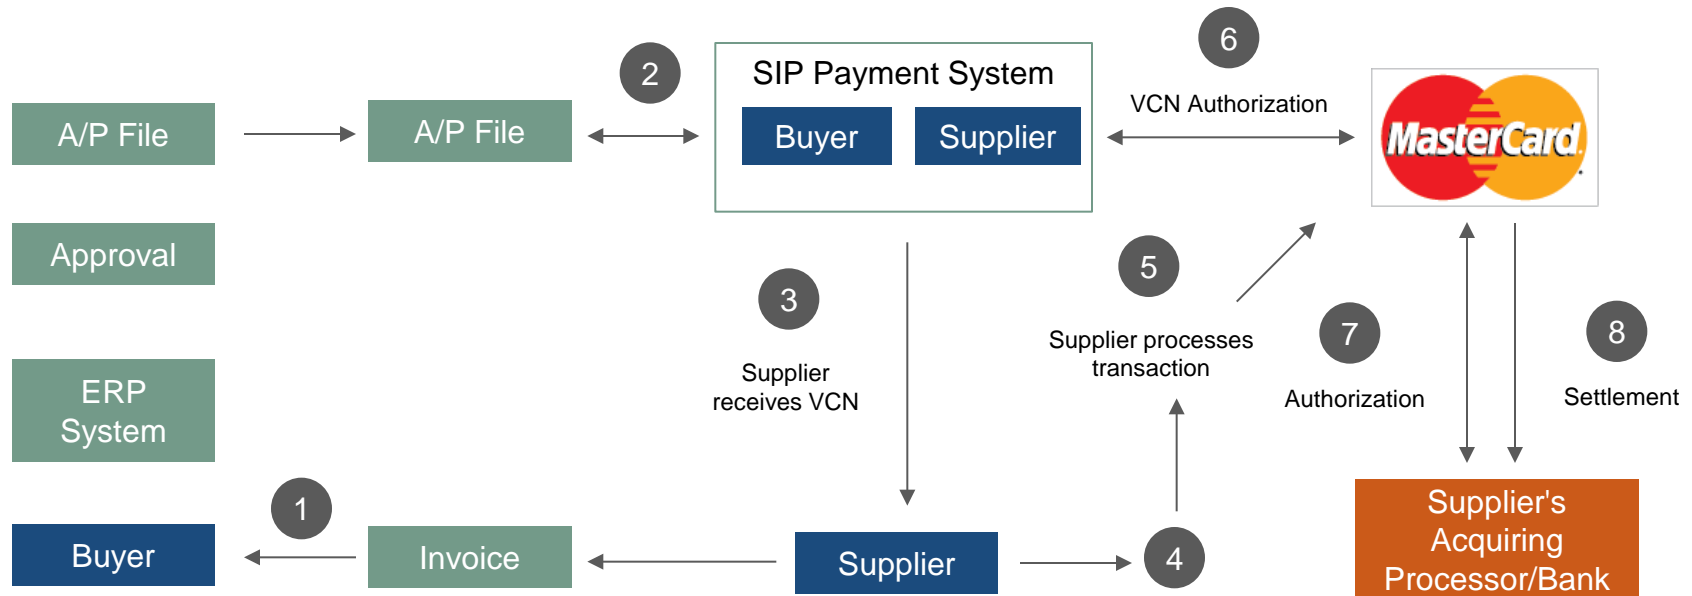 6
2
SIP Payment System
VCN Authorization
A/P File
A/P File
Buyer
Supplier
MasterCard.
Approval
5
3
7
8
Supplier processes
transaction
Supplier
receives VCN
Authorization
Settlement
ERP
System
1
Supplier's
Acquiring
Processor/Bank
Buyer
Invoice
Supplier
4